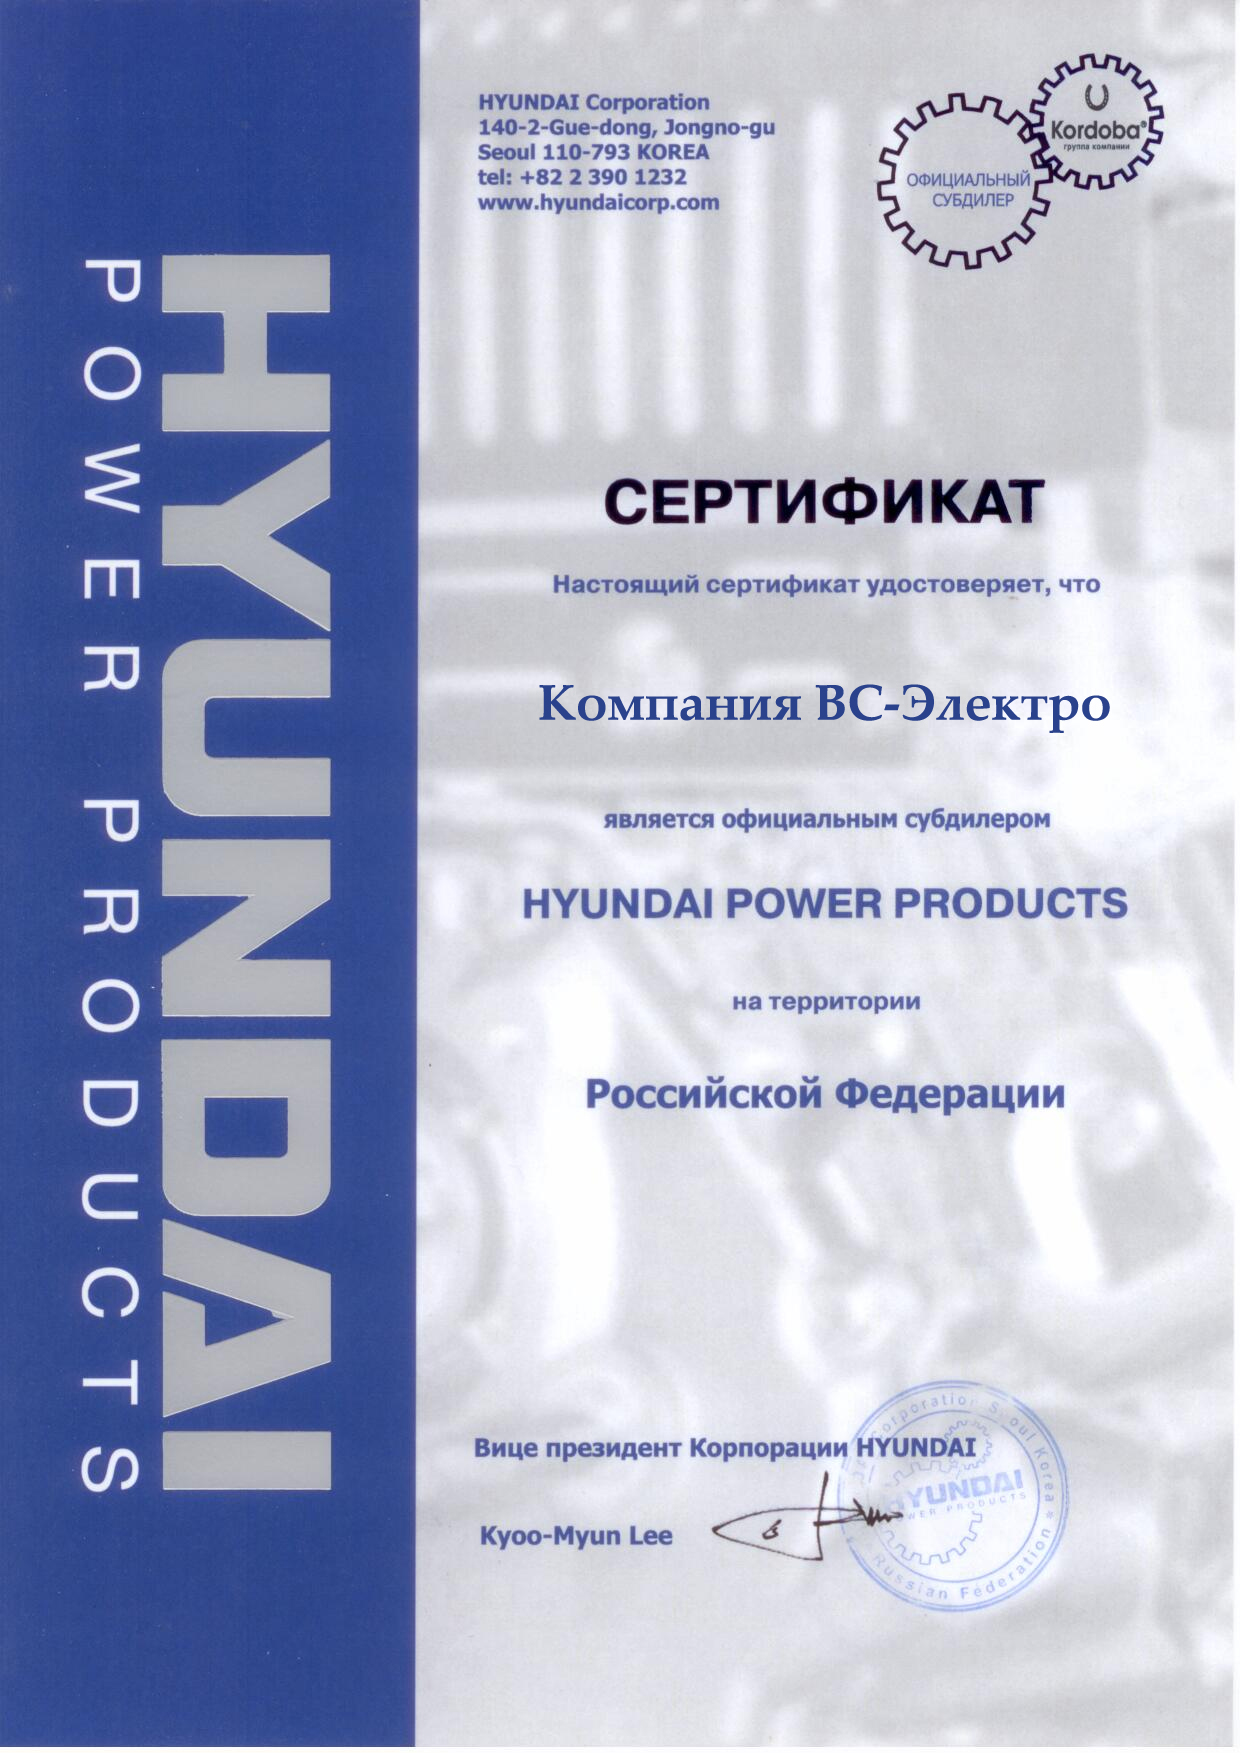 HYUNDAI
POWER PRODUCTS
HYUNDAI Corporation
140-2-Gue-dong, Jongno-gu
Seoul 110-793 KOREA
tel: +82 2 390 1232
www.hyundaicorp.com
ОФИЦИАЛЬНЫЙ
СУБДИЛЕР
Kordoba®
группа компании
СЕРТИФИКАТ
Настоящий сертификат удостоверяет, что
Компания ВС-Электро
является официальным субдилером
HYUNDAI POWER PRODUCTS
на территории
Российской Федерации
Вице президент Корпорации HYUNDAI
Kyoo-Myun Lee
Corporation Seoul Korea
HYUNDAI
POWER PRODUCTS
Russian Federation